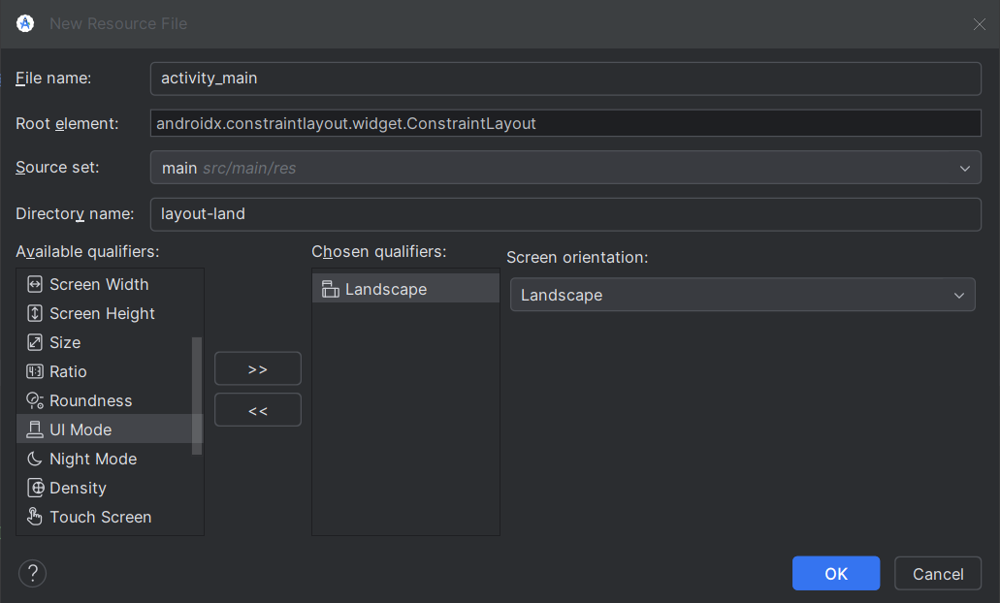 New Resource File
File name:
activity_main
Root element:
androidx.constraintlayout.widget.ConstraintLayout
Source set:
main src/main/res
Directory name:
layout-land
Available qualifiers:
Screen Width
Screen Height
Size
4:3 Ratio
Roundness
UI Mode
Night Mode
Density
Touch Screen
>>
<<
Chosen qualifiers:
Landscape
Screen orientation:
Landscape
?
OK
Cancel